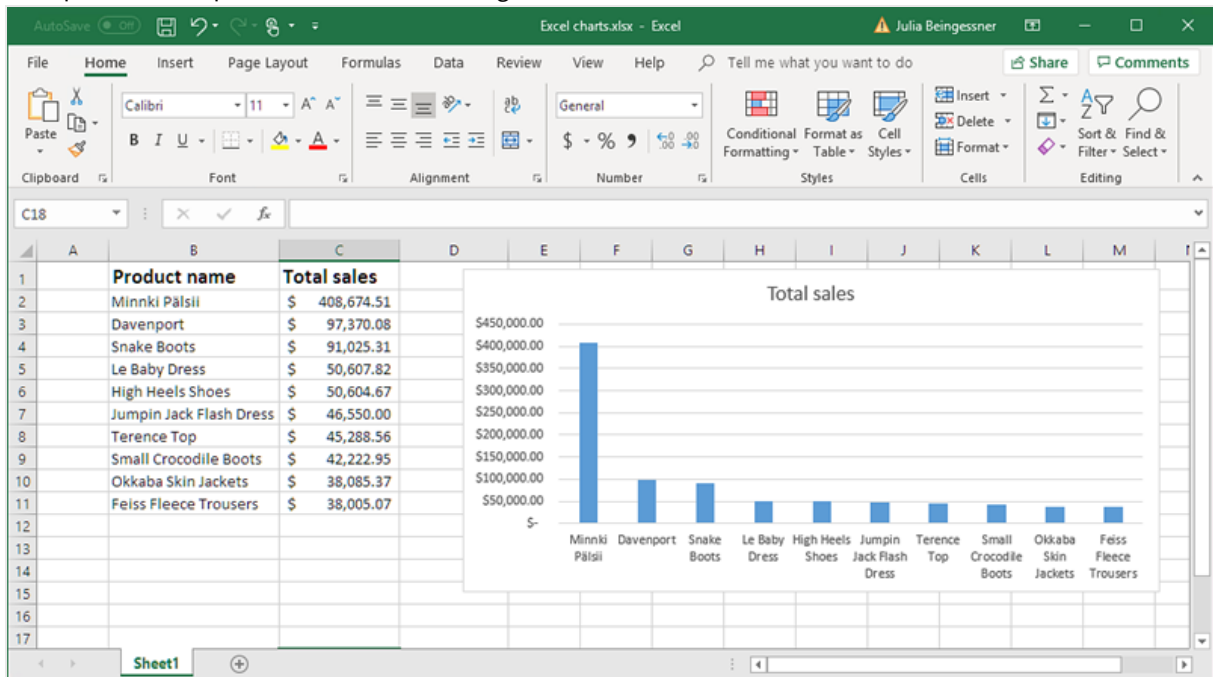 AutoSave Off Excel charts.xlsx - Excel Julia Beingessner
File Home Insert Page Layout Formulas Data Review View Help Tell me what you want to do Share Comments
Paste Calibri 11 General Conditional Formatting Format as Table Cell Styles Insert Delete Format Sort & Filter Find & Select
Clipboard Font Alignment Number Styles Cells Editing
C18 fx
A B C D E F G H I J K L M
1 Product name Total sales
2 Minnki Pälsii $ 408,674.51
3 Davenport $ 97,370.08
4 Snake Boots $ 91,025.31
5 Le Baby Dress $ 50,607.82
6 High Heels Shoes $ 50,604.67
7 Jumpin Jack Flash Dress $ 46,550.00
8 Terence Top $ 45,288.56
9 Small Crocodile Boots $ 42,222.95
10 Okkaba Skin Jackets $ 38,085.37
11 Feiss Fleece Trousers $ 38,005.07
12
13
14
15
16
17
Total sales
$450,000.00
$400,000.00
$350,000.00
$300,000.00
$250,000.00
$200,000.00
$150,000.00
$100,000.00
$50,000.00
$-
Minnki Davenport Snake Le Baby High Heels Jumpin Terence Small Okkaba Feiss
Pälsii Boots Dress Shoes Jack Flash Top Crocodile Skin Fleece
Dress Boots Jackets Trousers
Sheet1